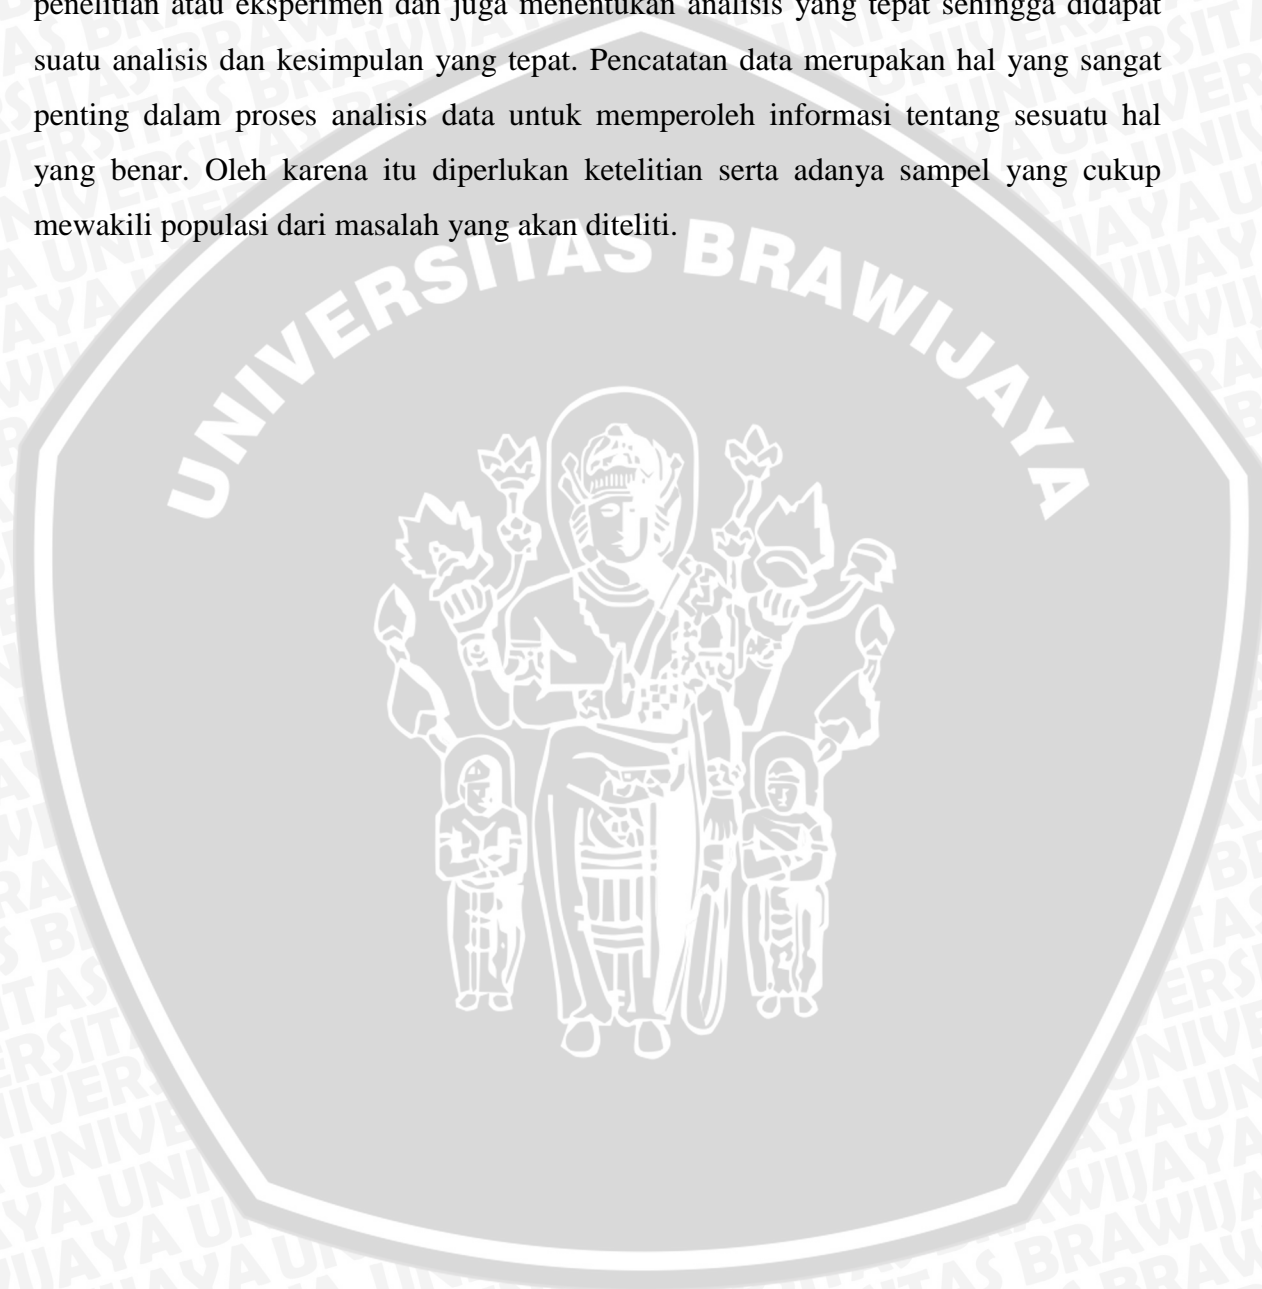 penelitian atau eksperimen dan juga menentukan analisis yang tepat sehingga didapat
suatu analisis dan kesimpulan yang tepat. Pencatatan data merupakan hal yang sangat
penting dalam proses analisis data untuk memperoleh informasi tentang sesuatu hal
yang benar. Oleh karena itu diperlukan ketelitian serta adanya sampel yang cukup
mewakili populasi dari masalah yang akan diteliti.
UNIVERSITAS BRAWIJAYA